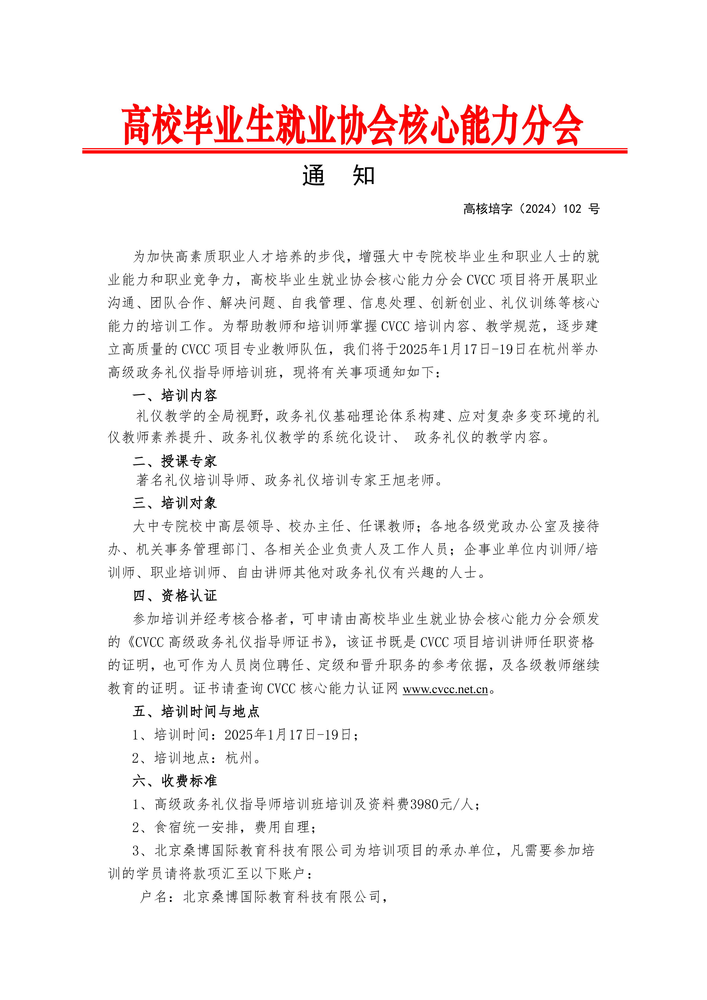 高校毕业生就业协会核心能力分会
通 知
高核培字（2024）102 号
为加快高素质职业人才培养的步伐，增强大中专院校毕业生和职业人士的就
业能力和职业竞争力，高校毕业生就业协会核心能力分会 CVCC 项目将开展职业
沟通、团队合作、解决问题、自我管理、信息处理、创新创业、礼仪训练等核心
能力的培训工作。为帮助教师和培训师掌握 CVCC 培训内容、教学规范，逐步建
立高质量的 CVCC 项目专业教师队伍，我们将于2025年1月17日-19日在杭州举办
高级政务礼仪指导师培训班，现将有关事项通知如下：
一、培训内容
礼仪教学的全局视野，政务礼仪基础理论体系构建、应对复杂多变环境的礼
仪教师素养提升、政务礼仪教学的系统化设计、 政务礼仪的教学内容。
二、授课专家
著名礼仪培训导师、政务礼仪培训专家王旭老师。
三、培训对象
大中专院校中高层领导、校办主任、任课教师；各地各级党政办公室及接待
办、机关事务管理部门、各相关企业负责人及工作人员；企事业单位内训师/培
训师、职业培训师、自由讲师其他对政务礼仪有兴趣的人士。
四、资格认证
参加培训并经考核合格者，可申请由高校毕业生就业协会核心能力分会颁发
的《CVCC 高级政务礼仪指导师证书》，该证书既是 CVCC 项目培训讲师任职资格
的证明，也可作为人员岗位聘任、定级和晋升职务的参考依据，及各级教师继续
教育的证明。证书请查询 CVCC 核心能力认证网 www.cvcc.net.cn。
五、培训时间与地点
1、培训时间：2025年1月17日-19日；
2、培训地点：杭州。
六、收费标准
1、高级政务礼仪指导师培训班培训及资料费3980元/人；
2、食宿统一安排，费用自理；
3、北京桑博国际教育科技有限公司为培训项目的承办单位，凡需要参加培
训的学员请将款项汇至以下账户：
户名：北京桑博国际教育科技有限公司，